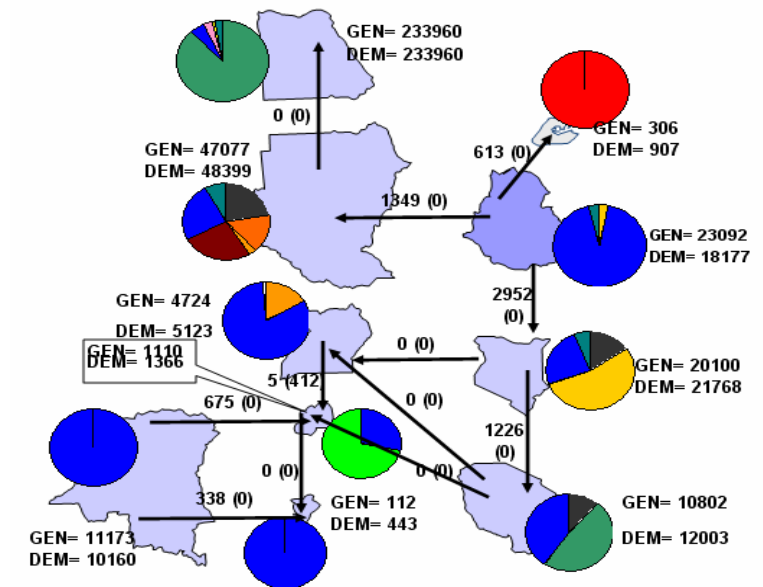 GEN= 233960
DEM= 233960
0 (0)
GEN= 306
DEM= 907
613 (0)
GEN= 47077
DEM= 48399
1349 (0)
GEN= 23092
DEM= 18177
2952
(0)
GEN= 4724
DEM= 5123
GEN= 1110
DEM= 1366
0 (0)
GEN= 20100
DEM= 21768
5 (412
675 (0)
0 (0)
1226
(0)
0 (0)
0 (0)
338 (0)
GEN= 112
DEM= 443
GEN= 10802
DEM= 12003
GEN= 11173
DEM= 10160